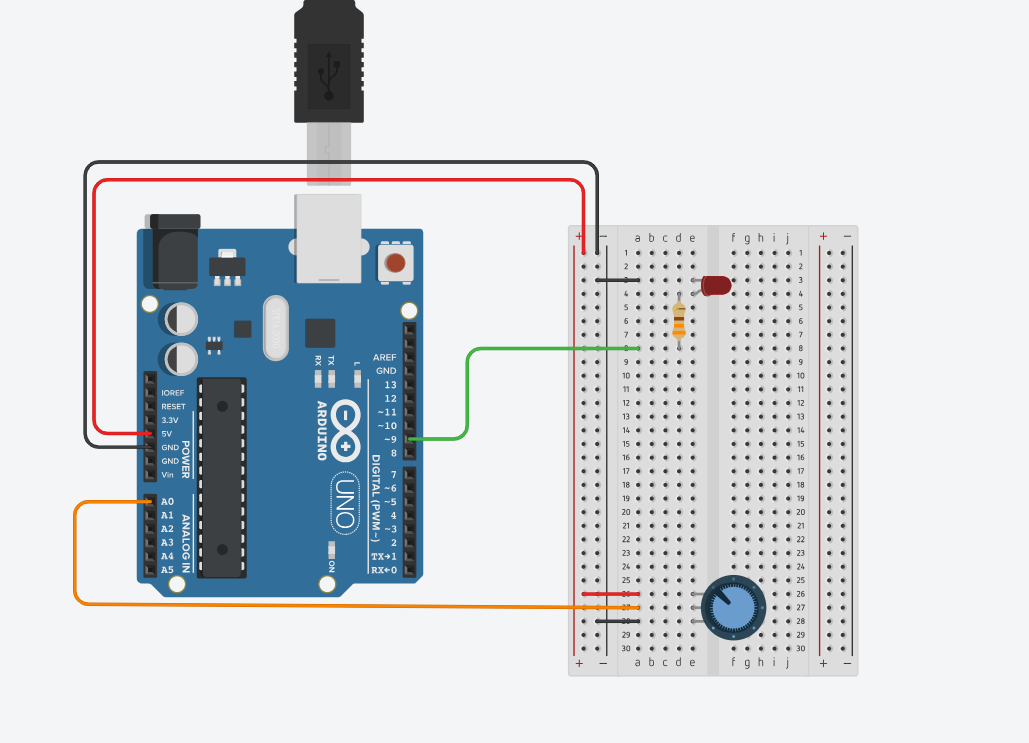 + − a b c d e f g h i j + −
1 1
2 2
3 3
4 4
5 5
6 6
7 7
8 8
9 9
10 10
11 11
12 12
13 13
14 14
15 15
16 16
17 17
18 18
19 19
20 20
21 21
22 22
23 23
24 24
25 25
26 26
27 27
28 28
29 29
30 30
+ − a b c d e f g h i j + −
IOREF
RESET
3.3V
5V
GND
GND
Vin
POWER
A0
A1
A2
A3
A4
A5
ANALOG IN
RX
TX
L
ARDUINO
UNO
ON
AREF
GND
13
12
~11
~10
~9
8
7
~6
~5
4
~3
2
TX→1
RX←0
DIGITAL (PWM~)